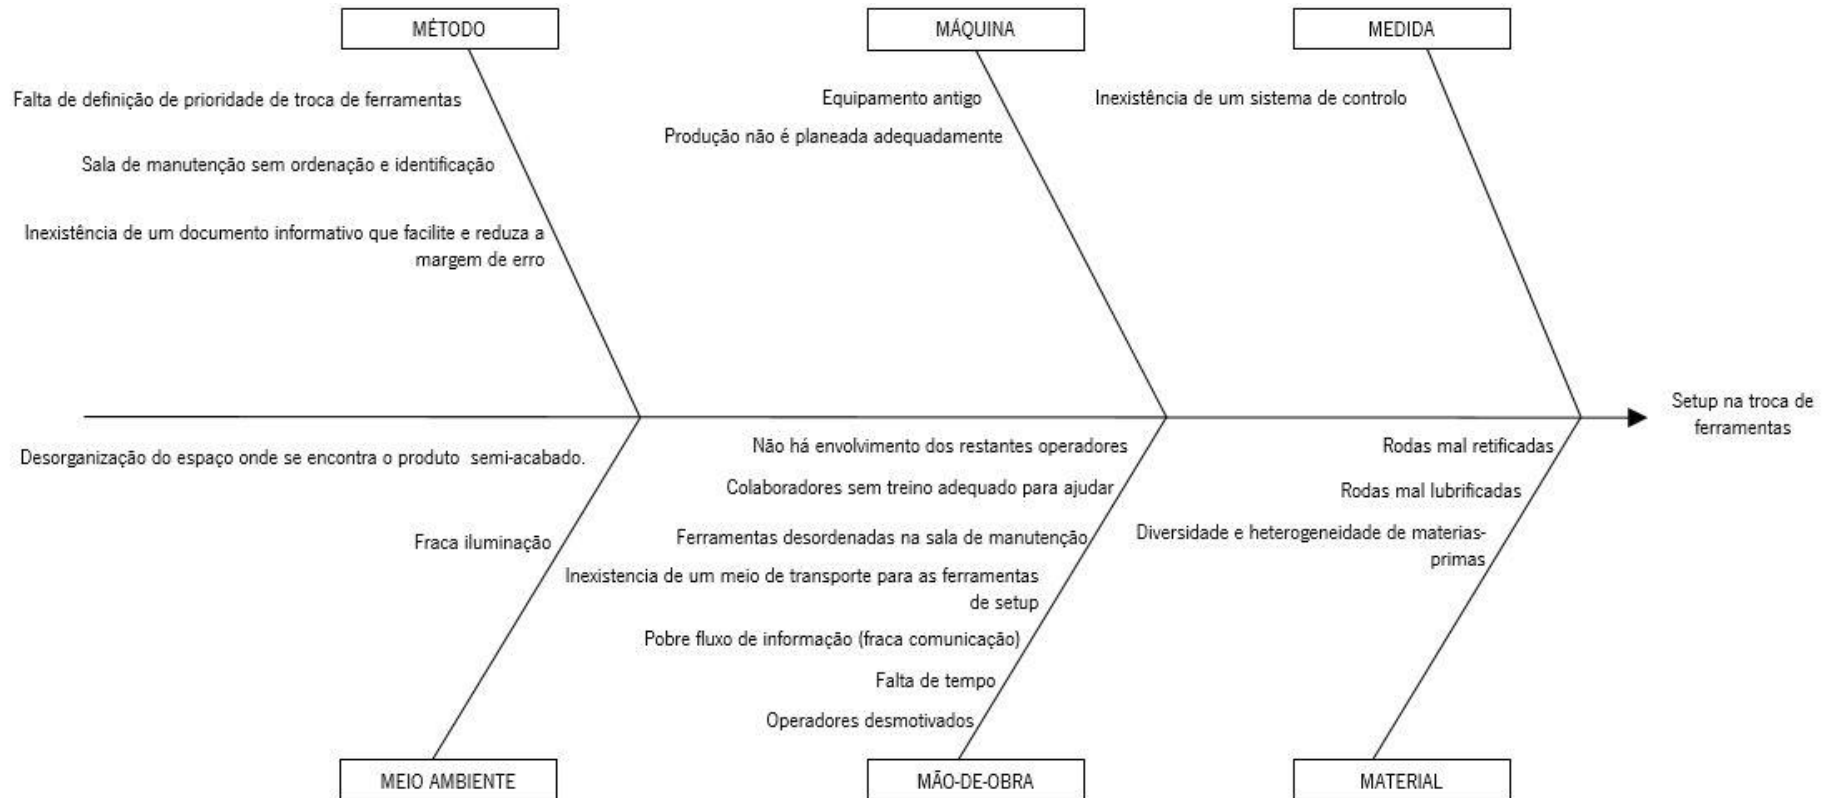 MÉTODO
MÁQUINA
MEDIDA
Falta de definição de prioridade de troca de ferramentas
Equipamento antigo
Inexistência de um sistema de controlo
Produção não é planeada adequadamente
Sala de manutenção sem ordenação e identificação
Inexistência de um documento informativo que facilite e reduza a
margem de erro
Setup na troca de
ferramentas
Desorganização do espaço onde se encontra o produto semi-acabado.
Não há envolvimento dos restantes operadores
Rodas mal retificadas
Colaboradores sem treino adequado para ajudar
Rodas mal lubrificadas
Fraca iluminação
Ferramentas desordenadas na sala de manutenção
Diversidade e heterogeneidade de materias-
primas
Inexistencia de um meio de transporte para as ferramentas
de setup
Pobre fluxo de informação (fraca comunicação)
Falta de tempo
Operadores desmotivados
MEIO AMBIENTE
MÃO-DE-OBRA
MATERIAL